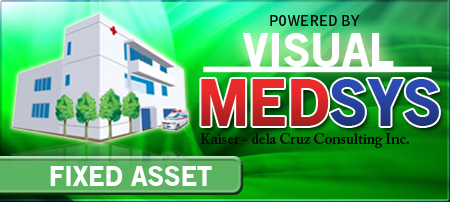 POWERED BY
VISUAL
MEDSYS
Kaiser - dela Cruz Consulting Inc.
FIXED ASSET